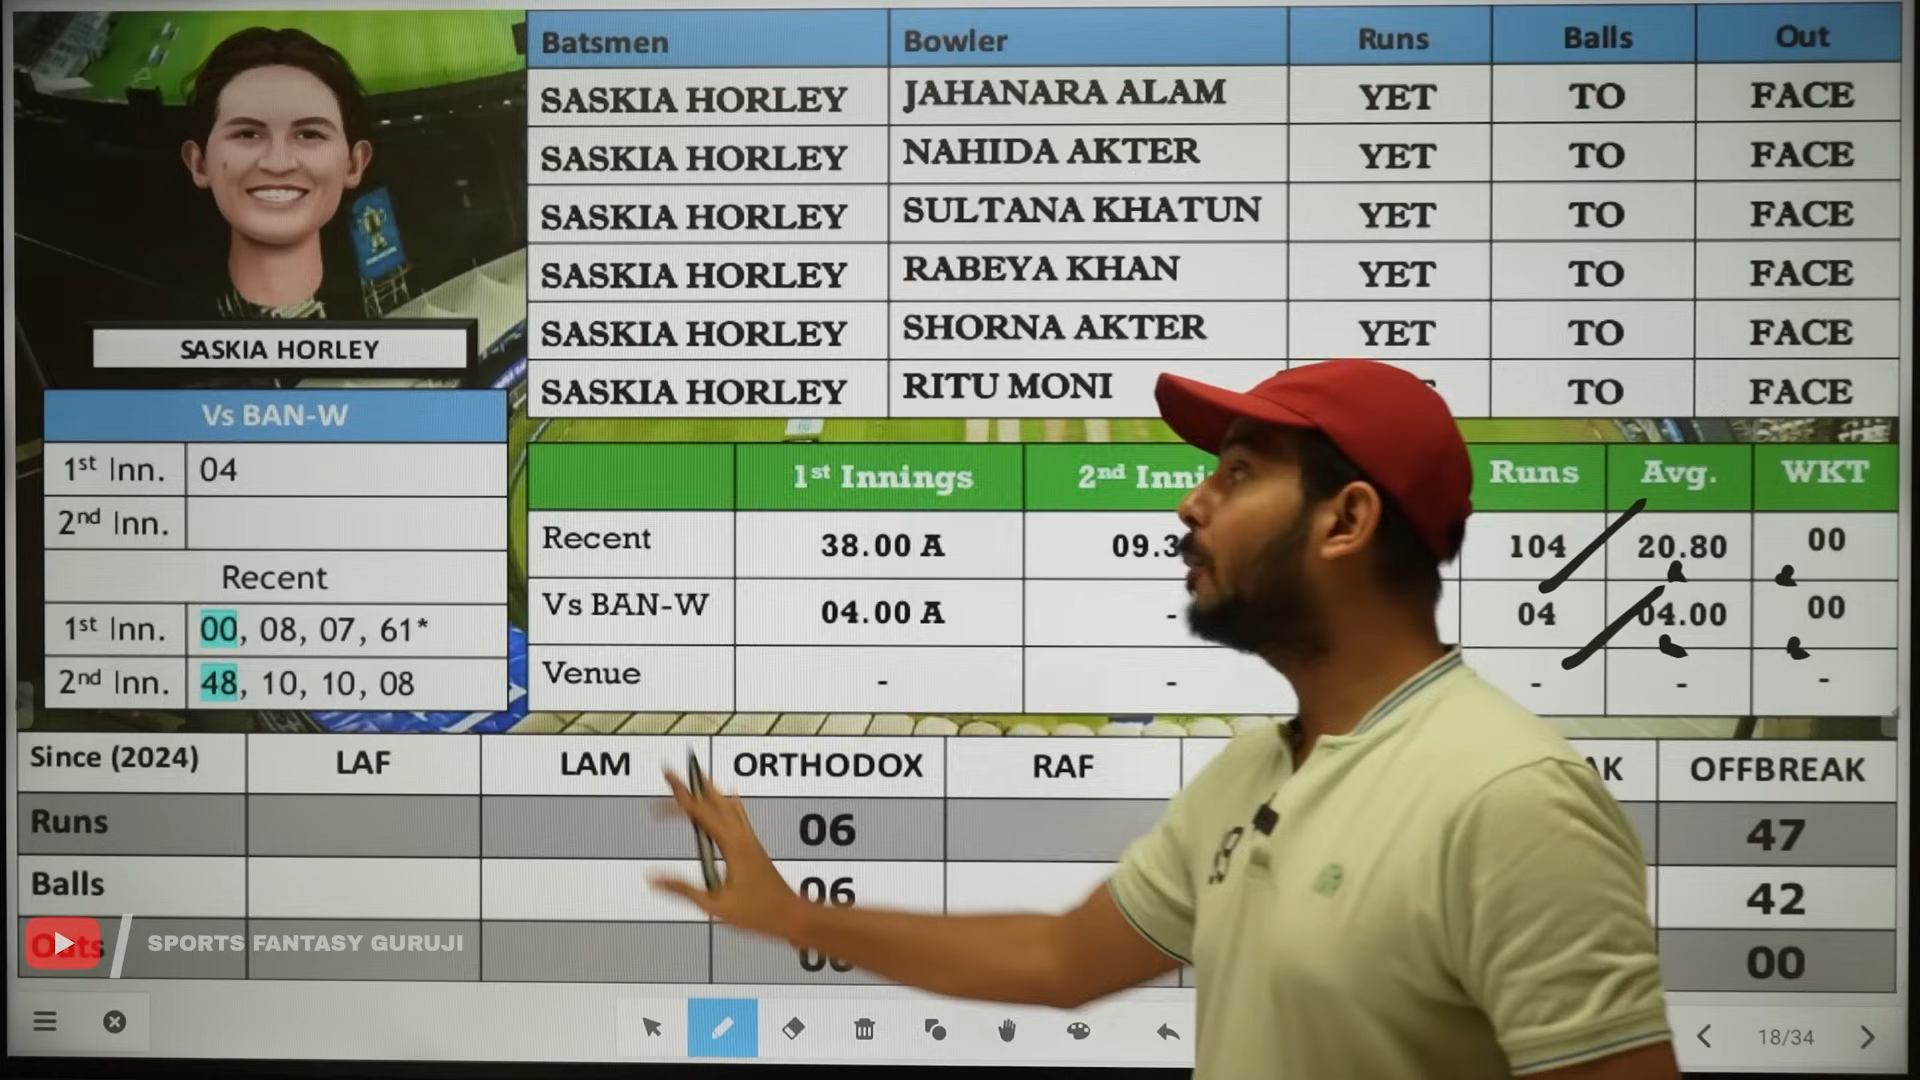 Batsmen Bowler Runs Balls Out
SASKIA HORLEY JAHANARA ALAM YET TO FACE
SASKIA HORLEY NAHIDA AKTER YET TO FACE
SASKIA HORLEY SULTANA KHATUN YET TO FACE
SASKIA HORLEY RABEYA KHAN YET TO FACE
SASKIA HORLEY SHORNA AKTER YET TO FACE
SASKIA HORLEY RITU MONI TO FACE
SASKIA HORLEY
Vs BAN-W
1st Inn. 04
2nd Inn.
Recent
1st Inn. 00, 08, 07, 61*
2nd Inn. 48, 10, 10, 08
1st Innings 2nd Runs Avg. WKT
Recent 38.00 A 104 20.80 00
Vs BAN-W 04.00 A - 04 04.00 00
Venue - - - - -
Since (2024) LAF LAM ORTHODOX RAF OFFBREAK
Runs 06 47
Balls 06 42
00
SPORTS FANTASY GURUJI
18/34